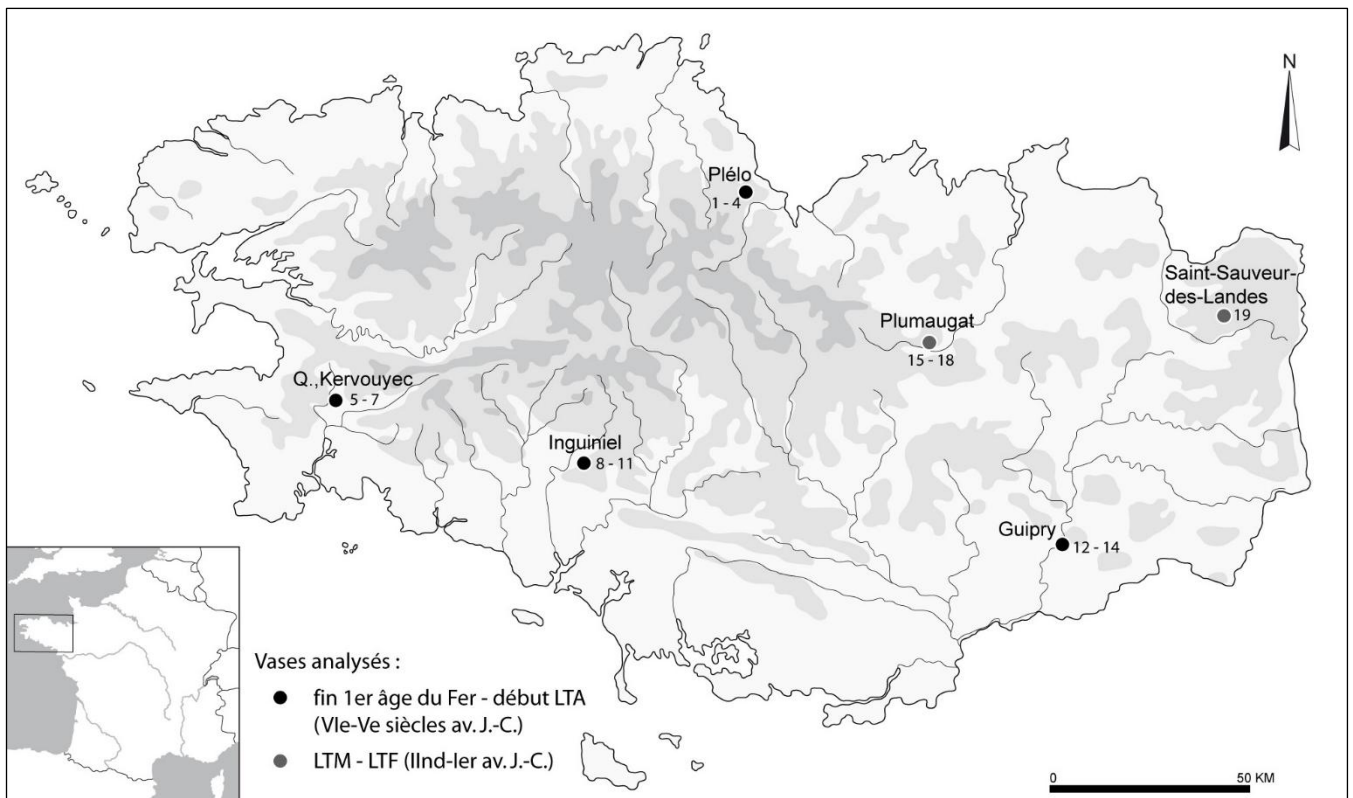 N
Plélo
1 - 4
Saint-Sauveur-
des-Landes
19
Plumaugat
15 - 18
Q.,Kervouyec
5 - 7
Inguiniel
8 - 11
Guipry
12 - 14
Vases analysés :
fin 1er âge du Fer - début LTA
(VIe-Ve siècles av. J.-C.)
LTM - LTF (IInd-Ier av. J.-C.)
0 50 KM